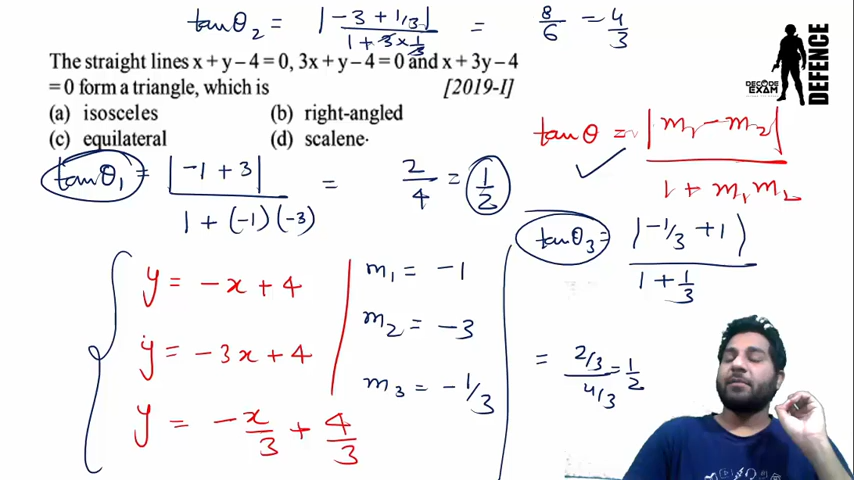 tanθ₂ = |-3 + 1/3| / 1 + 3 × 1/3 = 8/6 = 4/3
The straight lines x + y – 4 = 0, 3x + y – 4 = 0 and x + 3y – 4
= 0 form a triangle, which is [2019-I]
(a) isosceles (b) right-angled
(c) equilateral (d) scalene·
DECODE
EXAM
DEFENCE
tanθ = |m₁ - m₂| / 1 + m₁m₂
tanθ₁ = |-1 + 3| / 1 + (-1)(-3) = 2/4 = 1/2
tanθ₃ = |-1/3 + 1| / 1 + 1/3
= 2/3 / 4/3 = 1/2
y = -x + 4
y = -3x + 4
y = -x/3 + 4/3
m₁ = -1
m₂ = -3
m₃ = -1/3